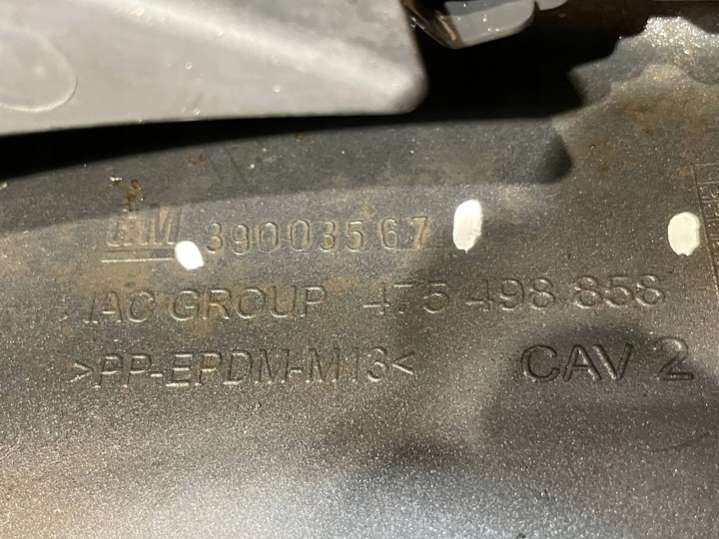 GM 39003567
IAC GROUP 475 498 858
>PP-EPDM-M13< CAV 2